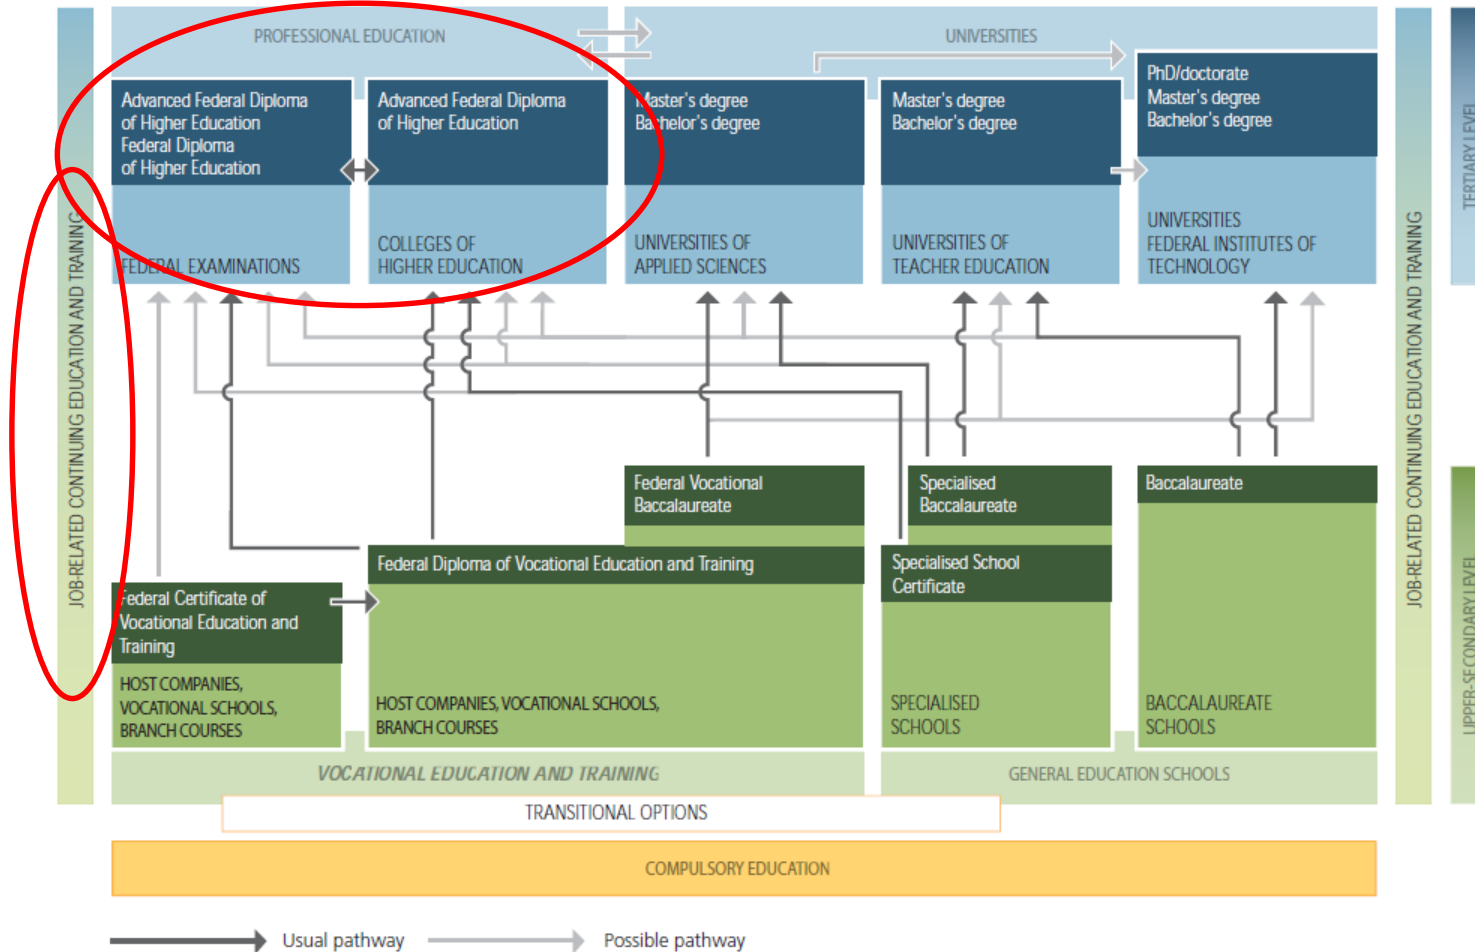 PROFESSIONAL EDUCATION
UNIVERSITIES
Advanced Federal Diploma
of Higher Education
Federal Diploma
of Higher Education
FEDERAL EXAMINATIONS
Advanced Federal Diploma
of Higher Education
COLLEGES OF
HIGHER EDUCATION
Master's degree
Bachelor's degree
UNIVERSITIES OF
APPLIED SCIENCES
Master's degree
Bachelor's degree
UNIVERSITIES OF
TEACHER EDUCATION
PhD/doctorate
Master's degree
Bachelor's degree
UNIVERSITIES
FEDERAL INSTITUTES OF
TECHNOLOGY
JOB-RELATED CONTINUING EDUCATION AND TRAINING
JOB-RELATED CONTINUING EDUCATION AND TRAINING
TERTIARY LEVEL
UPPER-SECONDARY LEVEL
Federal Vocational
Baccalaureate
Specialised
Baccalaureate
Baccalaureate
Federal Diploma of Vocational Education and Training
Specialised School
Certificate
Federal Certificate of
Vocational Education and
Training
HOST COMPANIES,
VOCATIONAL SCHOOLS,
BRANCH COURSES
HOST COMPANIES, VOCATIONAL SCHOOLS,
BRANCH COURSES
SPECIALISED
SCHOOLS
BACCALAUREATE
SCHOOLS
VOCATIONAL EDUCATION AND TRAINING
GENERAL EDUCATION SCHOOLS
TRANSITIONAL OPTIONS
COMPULSORY EDUCATION
Usual pathway
Possible pathway